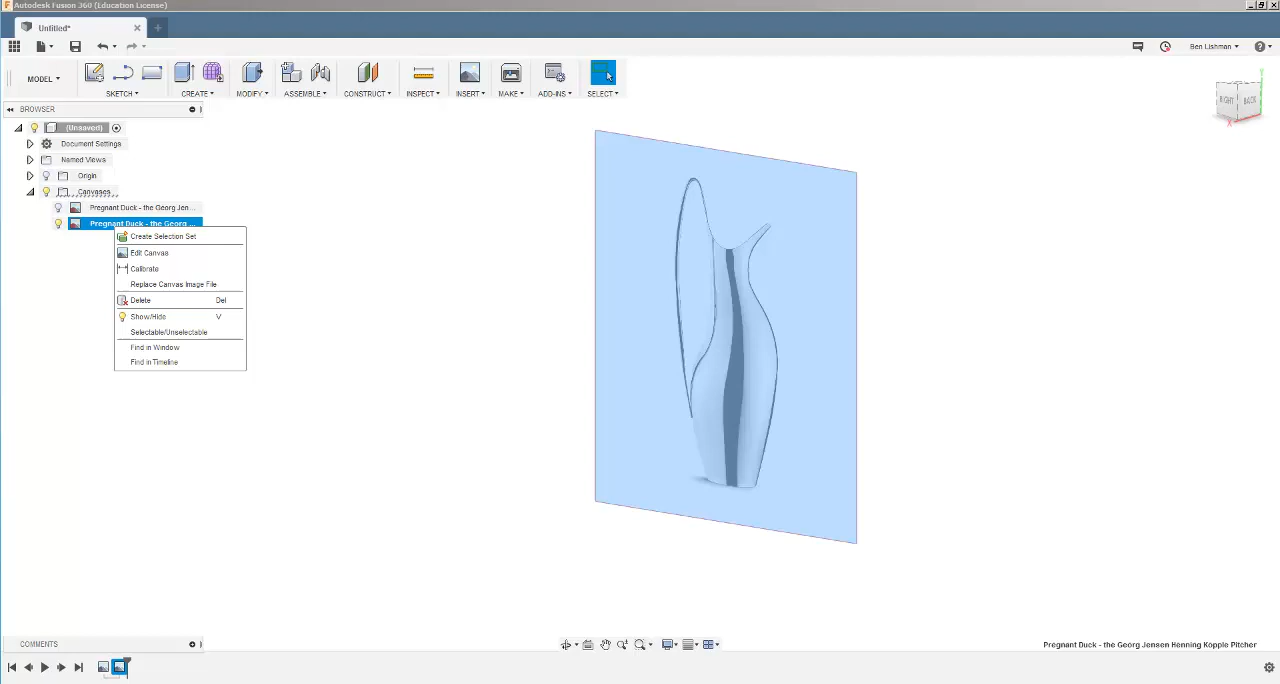 Autodesk Fusion 360 (Education License)
Untitled*
Ben Lishman
MODEL
SKETCH
CREATE
MODIFY
ASSEMBLE
CONSTRUCT
INSPECT
INSERT
MAKE
ADD-INS
SELECT
BROWSER
RIGHT
BACK
Y
X
(Unsaved)
Document Settings
Named Views
Origin
Canvases
Pregnant Duck - the Georg Jen...
Pregnant Duck - the Georg ...
Create Selection Set
Edit Canvas
Calibrate
Replace Canvas Image File
Delete Del
Show/Hide V
Selectable/Unselectable
Find in Window
Find in Timeline
COMMENTS
Pregnant Duck - the Georg Jensen Henning Kopple Pitcher